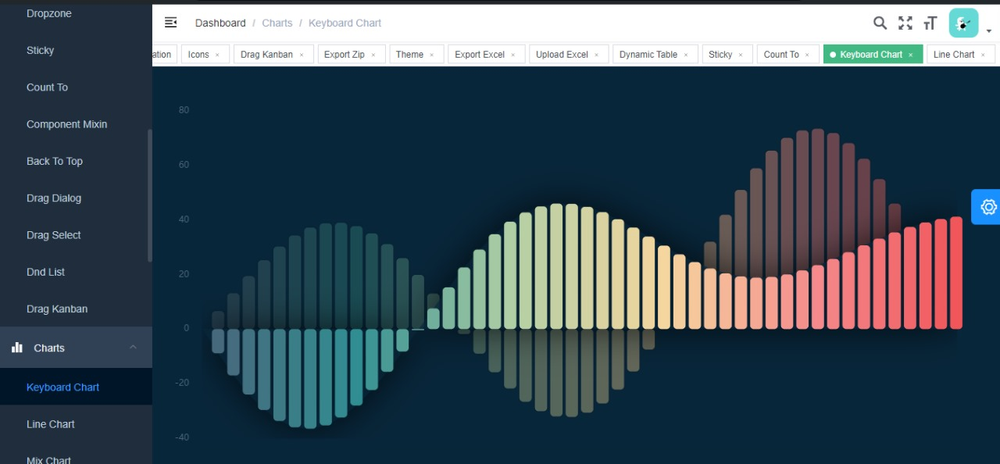 Dropzone
Sticky
Count To
Component Mixin
Back To Top
Drag Dialog
Drag Select
Dnd List
Drag Kanban
Charts
Keyboard Chart
Line Chart
Mix Chart
Dashboard / Charts / Keyboard Chart
ation Icons × Drag Kanban × Export Zip × Theme × Export Excel × Upload Excel × Dynamic Table × Sticky × Count To × Keyboard Chart × Line Chart ×
80
60
40
20
0
-20
-40